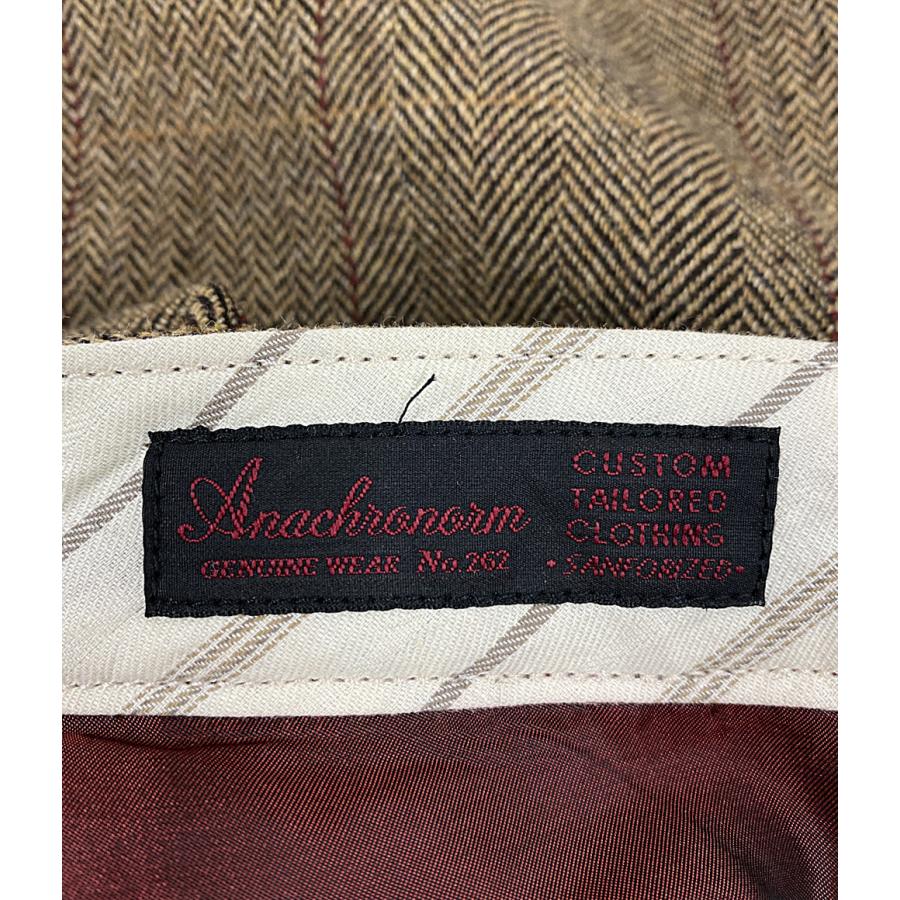 Anachronorm
GENUINE WEAR No.262
CUSTOM
TAILORED
CLOTHING
•SANFORIZED•